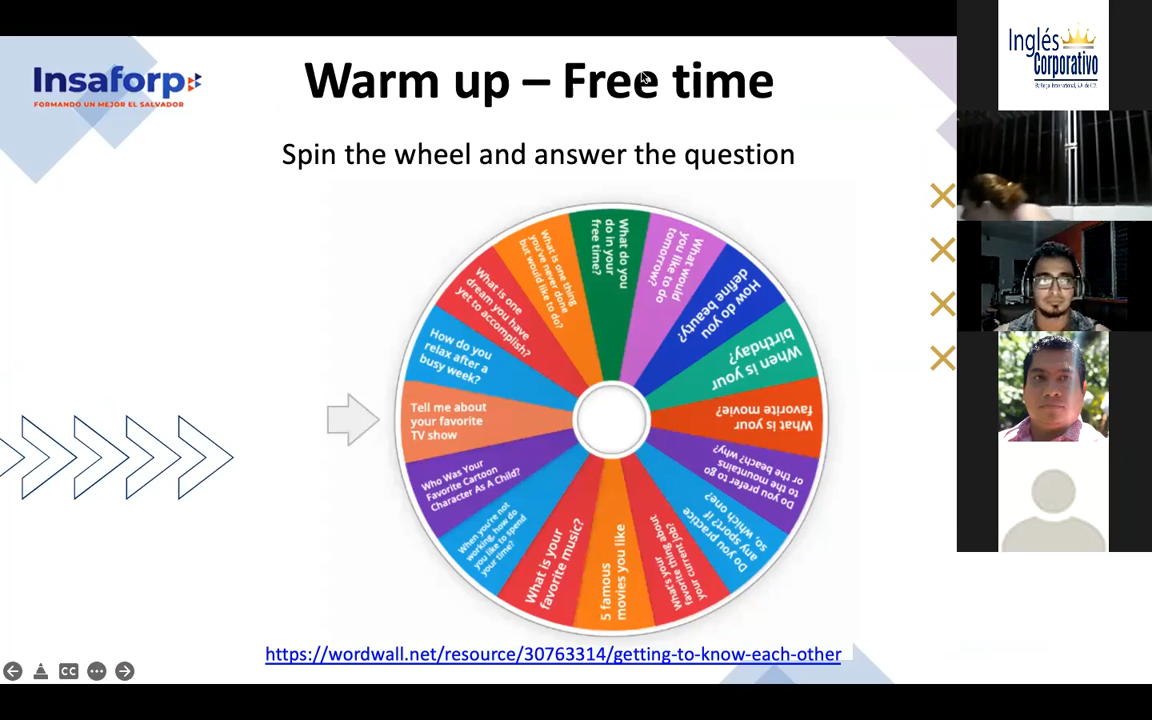 Insaforp
FORMANDO UN MEJOR EL SALVADOR
Warm up – Free time
Spin the wheel and answer the question
What do you
do in your
free time?
What would
you like to do
tomorrow?
How do you
define beauty?
When is your
birthday?
What is your
favorite movie?
Do you prefer to go
to the mountains
or the beach? why?
Do you practice
any sport? If
so, which one?
What's your
favorite thing about
your current job?
5 famous
movies you like
What is your
favorite music?
When you're not
working, how do
you like to spend
your time?
Who Was Your
Favorite Cartoon
Character As A Child?
Tell me about
your favorite
TV show
How do you
relax after a
busy week?
What is one
dream you have
yet to accomplish?
What is one thing
you've never done
but would like to do?
https://wordwall.net/resource/30763314/getting-to-know-each-other
CC
Inglés
Corporativo